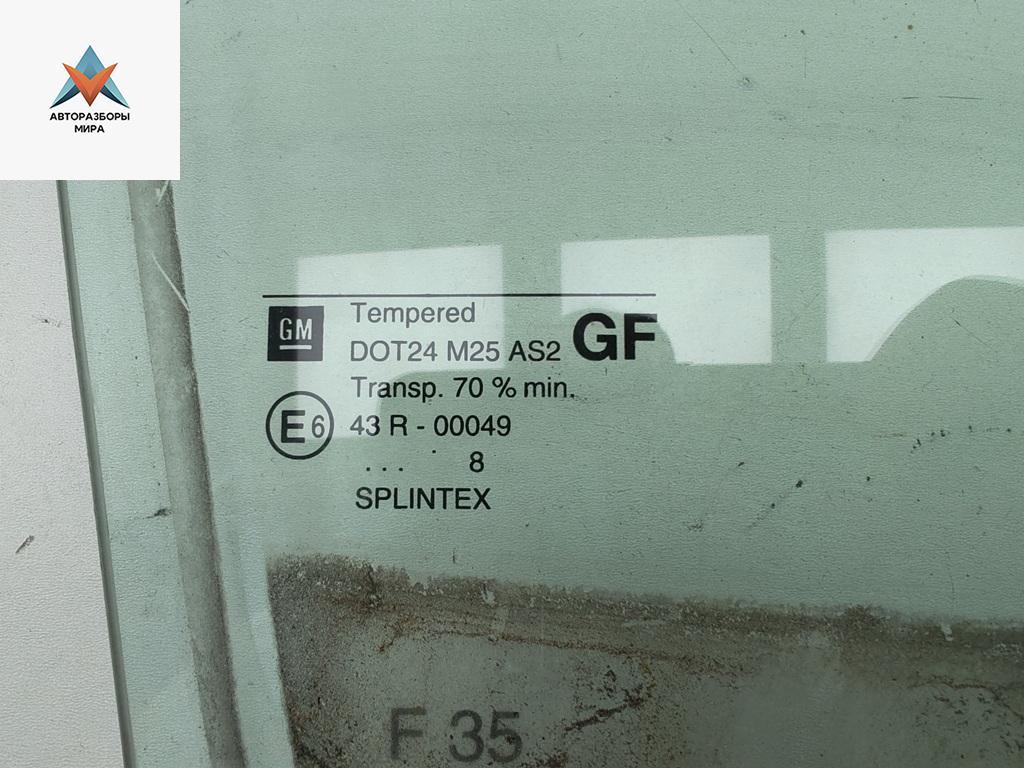 АВТОРАЗБОРЫ
МИРА
GM
Tempered
DOT24 M25 AS2 GF
Transp. 70 % min.
E6 43 R - 00049
. . . ˙ 8
SPLINTEX
F 35